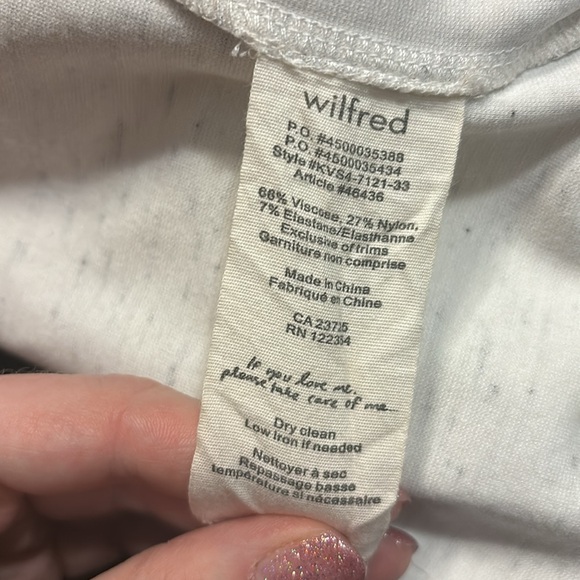 wilfred
P.O. #4500035388
P.O. #4500035434
Style #KVS4-7121-33
Article #46436
66% Viscose, 27% Nylon,
7% Elastane/Elasthanne
Exclusive of trims
Garniture non comprise
Made in China
Fabriqué en Chine
CA 23725
RN 122354
If you love me,
please take care of me...
Dry clean
Low iron if needed
Nettoyer à sec
Repassage basse
température si nécessaire